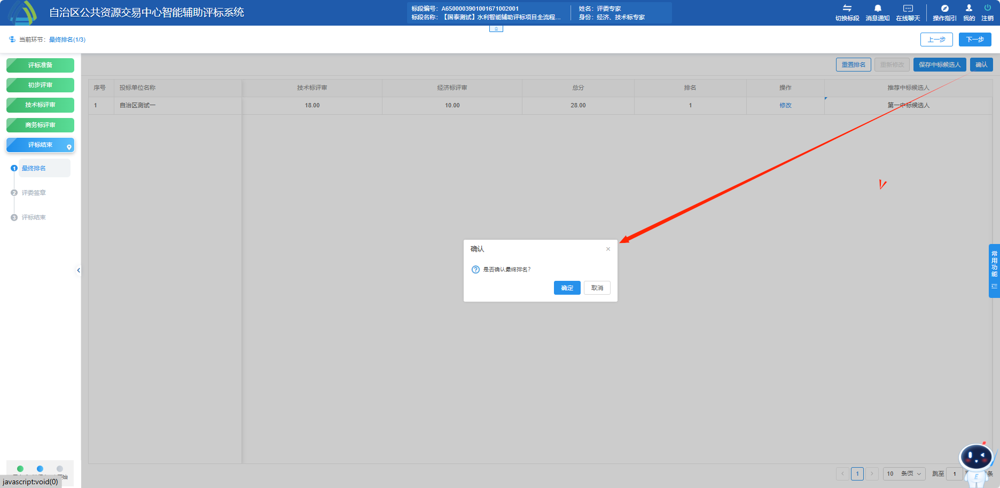 自治区公共资源交易中心智能辅助评标系统
标段编号：A6500003901001671002001
标段名称：【国泰测试】水利智能辅助评标项目全流程...
姓名：评委专家
身份：经济、技术标专家
切换标段 消息通知 在线聊天 操作指引 我的 注销
当前环节：最终排名(1/3)
上一步 下一步
评标准备
初步评审
技术标评审
商务标评审
评标结束
1 最终排名
2 评委签章
3 评标结束
重置排名 重新修改 保存中标候选人 确认
序号 投标单位名称 技术标评审 经济标评审 总分 排名 操作 推荐中标候选人
1 自治区测试一 18.00 10.00 28.00 1 修改 第一中标候选人
确认
是否确认最终排名?
确定 取消
常用功能
1 10 条/页 跳至 1 条
始
javascript:void(0)
E